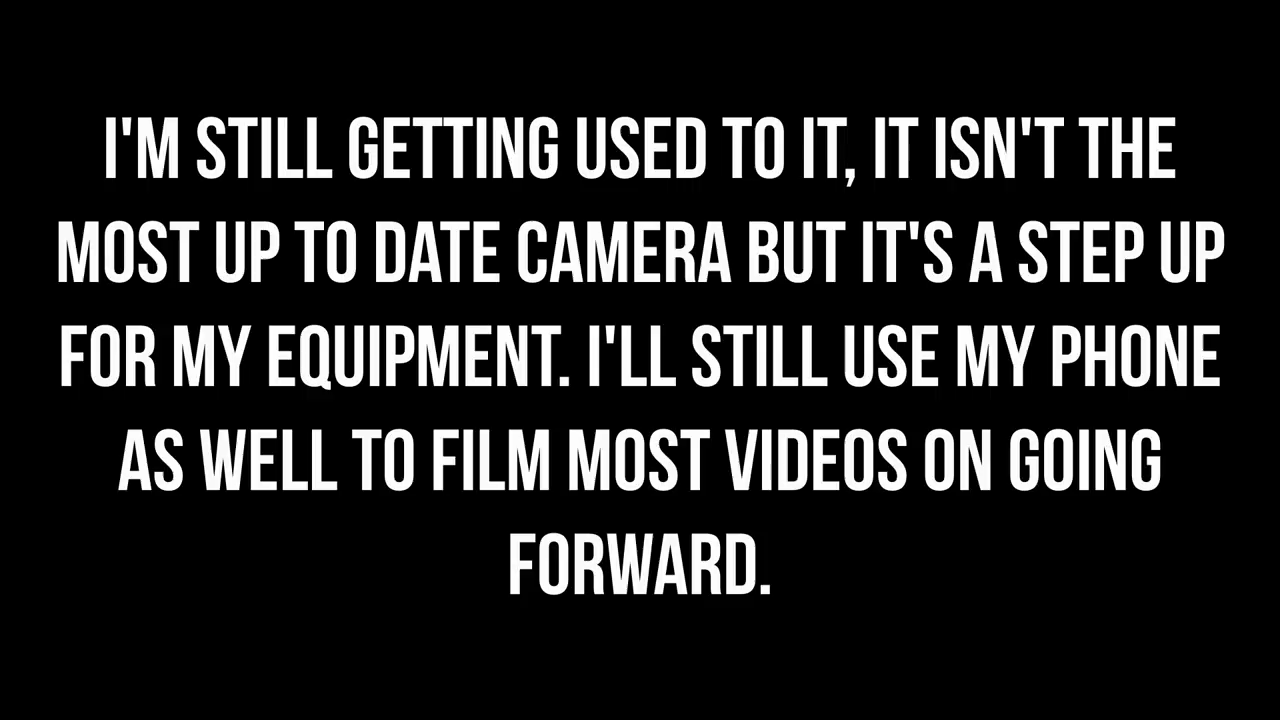 I'M STILL GETTING USED TO IT, IT ISN'T THE
MOST UP TO DATE CAMERA BUT IT'S A STEP UP
FOR MY EQUIPMENT. I'LL STILL USE MY PHONE
AS WELL TO FILM MOST VIDEOS ON GOING
FORWARD.